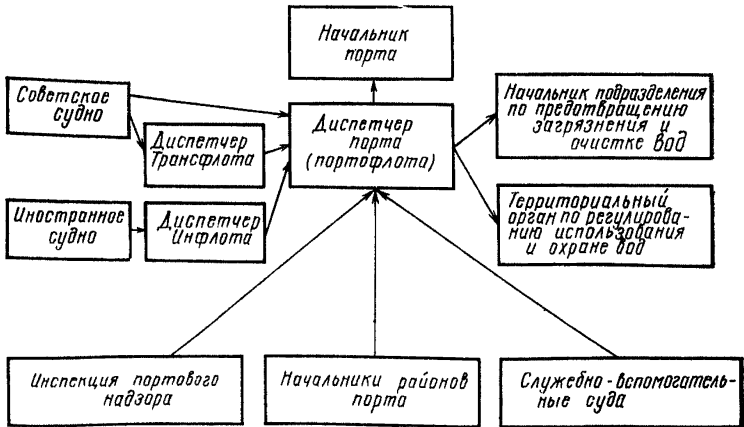 Начальник
порта
Советское
судно
Диспетчер
Трансфлота
Диспетчер
порта
(портофлота)
Начальник подразделения
по предотвращению
загрязнения и
очистке вод
Иностранное
судно
Диспетчер
Инфлота
Территориальный
орган по регулирова-
нию использования
и охране вод
Инспекция портового
надзора
Начальники районов
порта
Служебно-вспомогатель-
ные суда